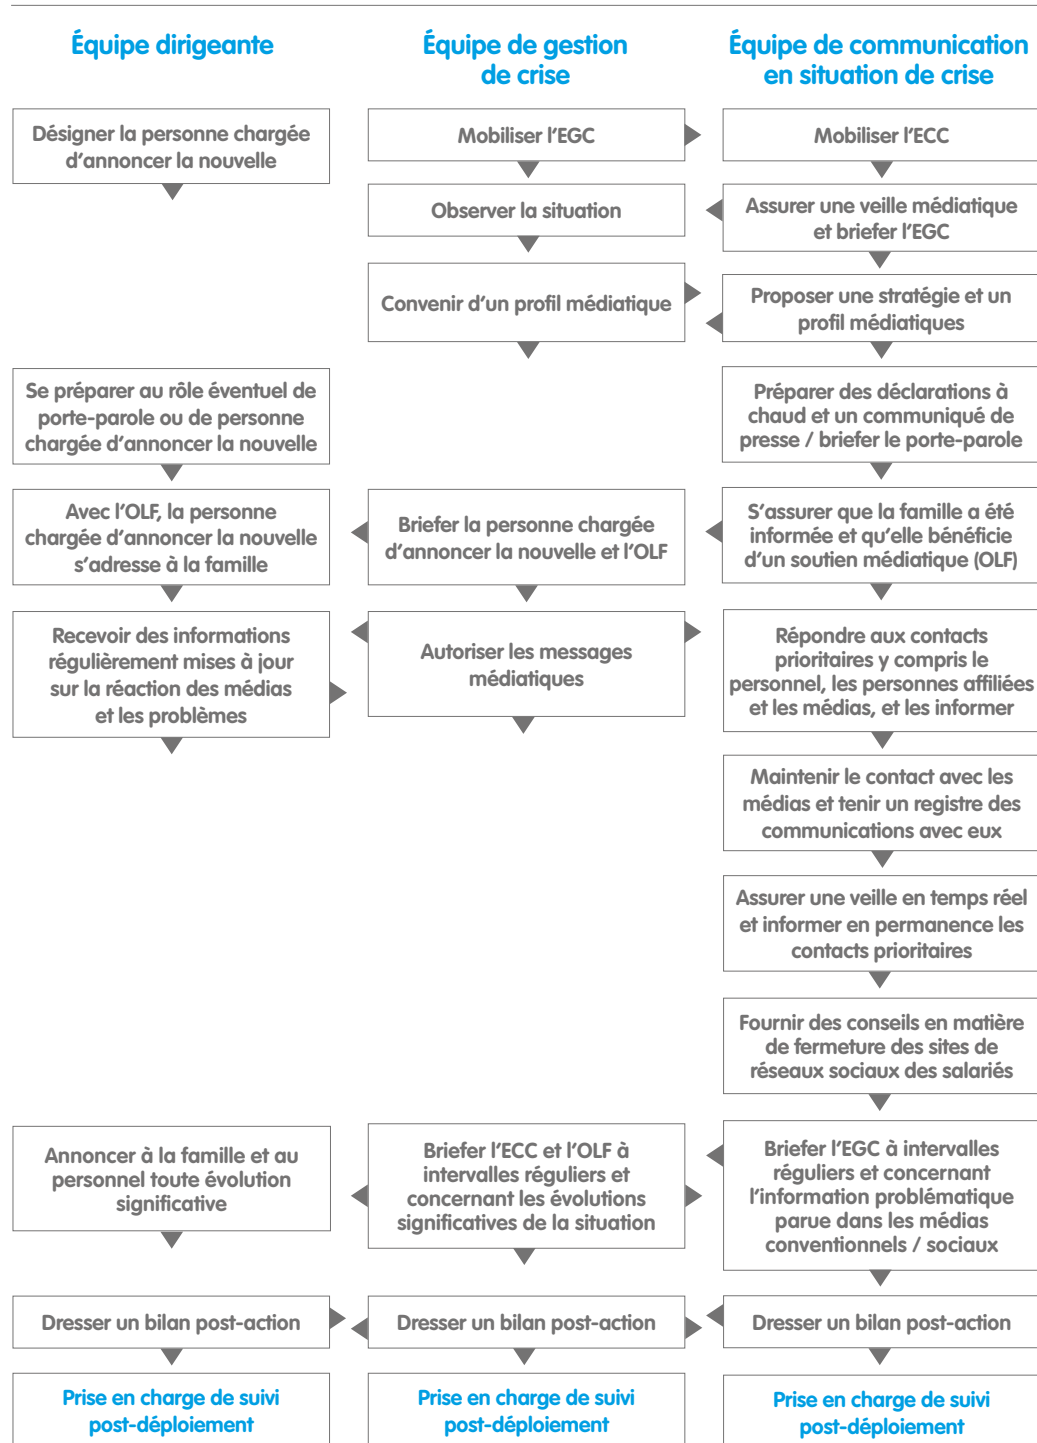 Équipe dirigeante
Équipe de gestion
de crise
Équipe de communication
en situation de crise
Désigner la personne chargée
d'annoncer la nouvelle
Mobiliser l'EGC
Mobiliser l'ECC
Observer la situation
Assurer une veille médiatique
et briefer l'EGC
Convenir d'un profil médiatique
Proposer une stratégie et un
profil médiatiques
Se préparer au rôle éventuel de
porte-parole ou de personne
chargée d'annoncer la nouvelle
Préparer des déclarations à
chaud et un communiqué de
presse / briefer le porte-parole
Avec l'OLF, la personne
chargée d'annoncer la nouvelle
s'adresse à la famille
Briefer la personne chargée
d'annoncer la nouvelle et l'OLF
S'assurer que la famille a été
informée et qu'elle bénéficie
d'un soutien médiatique (OLF)
Recevoir des informations
régulièrement mises à jour
sur la réaction des médias
et les problèmes
Autoriser les messages
médiatiques
Répondre aux contacts
prioritaires y compris le
personnel, les personnes affiliées
et les médias, et les informer
Maintenir le contact avec les
médias et tenir un registre des
communications avec eux
Assurer une veille en temps réel
et informer en permanence les
contacts prioritaires
Fournir des conseils en matière
de fermeture des sites de
réseaux sociaux des salariés
Annoncer à la famille et au
personnel toute évolution
significative
Briefer l'ECC et l'OLF à
intervalles réguliers et
concernant les évolutions
significatives de la situation
Briefer l'EGC à intervalles
réguliers et concernant
l'information problématique
parue dans les médias
conventionnels / sociaux
Dresser un bilan post-action
Dresser un bilan post-action
Dresser un bilan post-action
Prise en charge de suivi
post-déploiement
Prise en charge de suivi
post-déploiement
Prise en charge de suivi
post-déploiement